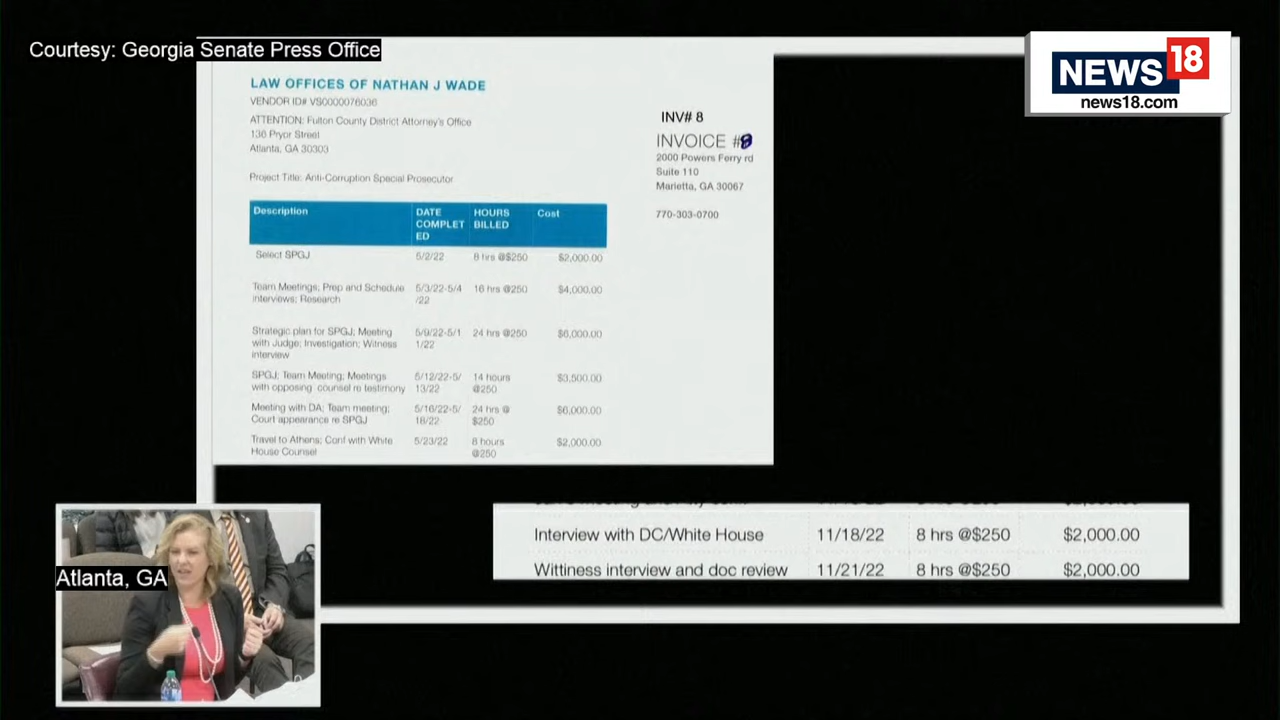 Courtesy: Georgia Senate Press Office
NEWS 18
news18.com
LAW OFFICES OF NATHAN J WADE
VENDOR ID# VS0000076036
ATTENTION: Fulton County District Attorney's Office
136 Pryor Street
Atlanta, GA 30303
Project Title: Anti-Corruption Special Prosecutor
INV# 8
INVOICE #8
2000 Powers Ferry rd
Suite 110
Marietta, GA 30067
770-303-0700
Description DATE HOURS Cost
COMPLET BILLED
ED
Select SPGJ 5/2/22 8 hrs @$250 $2,000.00
Team Meetings; Prep and Schedule 5/3/22-5/4 16 hrs @250 $4,000.00
interviews; Research /22
Strategic plan for SPGJ; Meeting 5/9/22-5/1 24 hrs @250 $6,000.00
with Judge; Investigation; Witness 1/22
interview
SPGJ; Team Meeting; Meetings 5/12/22-5/ 14 hours $3,500.00
with opposing counsel re testimony 13/22 @250
Meeting with DA; Team meeting; 5/16/22-5/ 24 hrs @ $6,000.00
Court appearance re SPGJ 18/22 $250
Travel to Athens; Conf with White 5/23/22 8 hours $2,000.00
House Counsel @250
Interview with DC/White House 11/18/22 8 hrs @$250 $2,000.00
Wittiness interview and doc review 11/21/22 8 hrs @$250 $2,000.00
Atlanta, GA